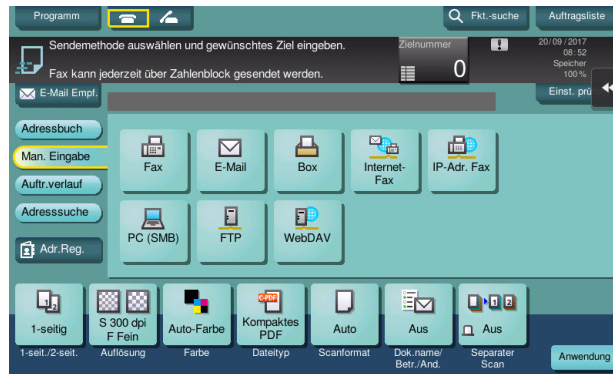 Programm
Fkt.-suche
Auftragsliste
Sendemethode auswählen und gewünschtes Ziel eingeben.
Fax kann jederzeit über Zahlenblock gesendet werden.
Zielnummer
0
20/09/2017
08:52
Speicher
100%
E-Mail Empf.
Einst. prü
Adressbuch
Man. Eingabe
Auftr.verlauf
Adresssuche
Adr.Reg.
Fax
E-Mail
Box
Internet-
Fax
IP-Adr. Fax
PC (SMB)
FTP
WebDAV
1-seitig
S 300 dpi
F Fein
Auto-Farbe
Kompaktes
PDF
Auto
Aus
Aus
1-seit./2-seit.
Auflösung
Farbe
Dateityp
Scanformat
Dok.name/
Betr./And.
Separater
Scan
Anwendung